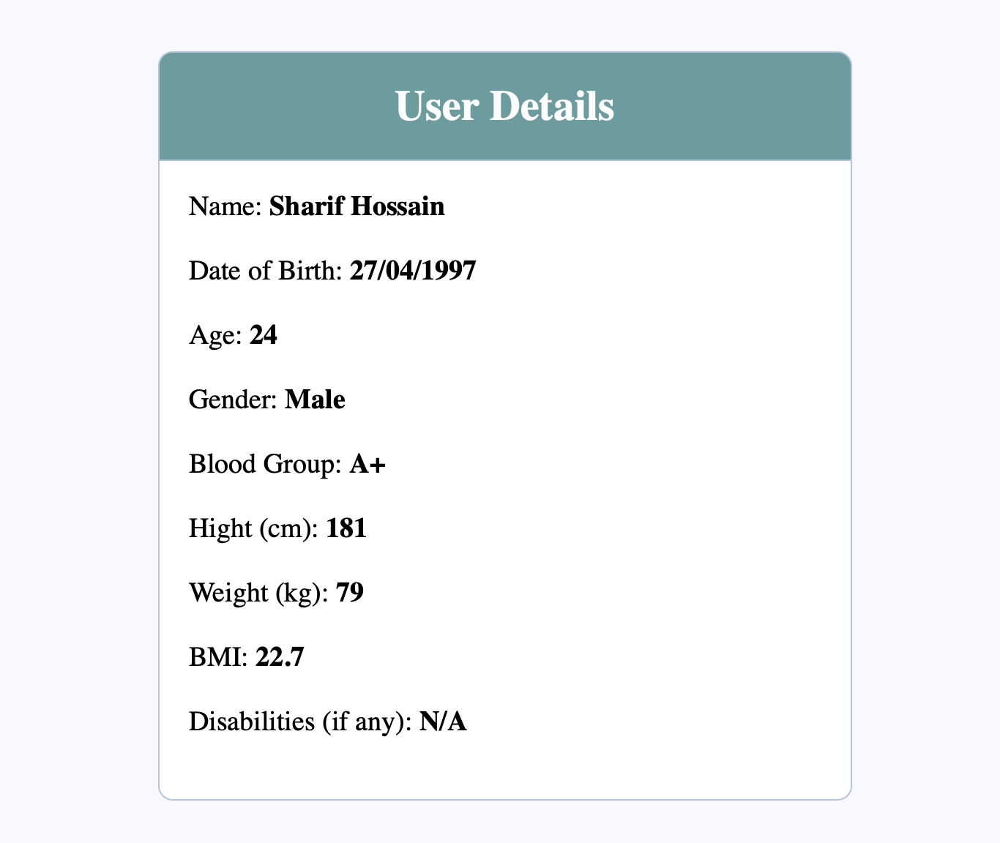 User Details
Name: Sharif Hossain
Date of Birth: 27/04/1997
Age: 24
Gender: Male
Blood Group: A+
Hight (cm): 181
Weight (kg): 79
BMI: 22.7
Disabilities (if any): N/A